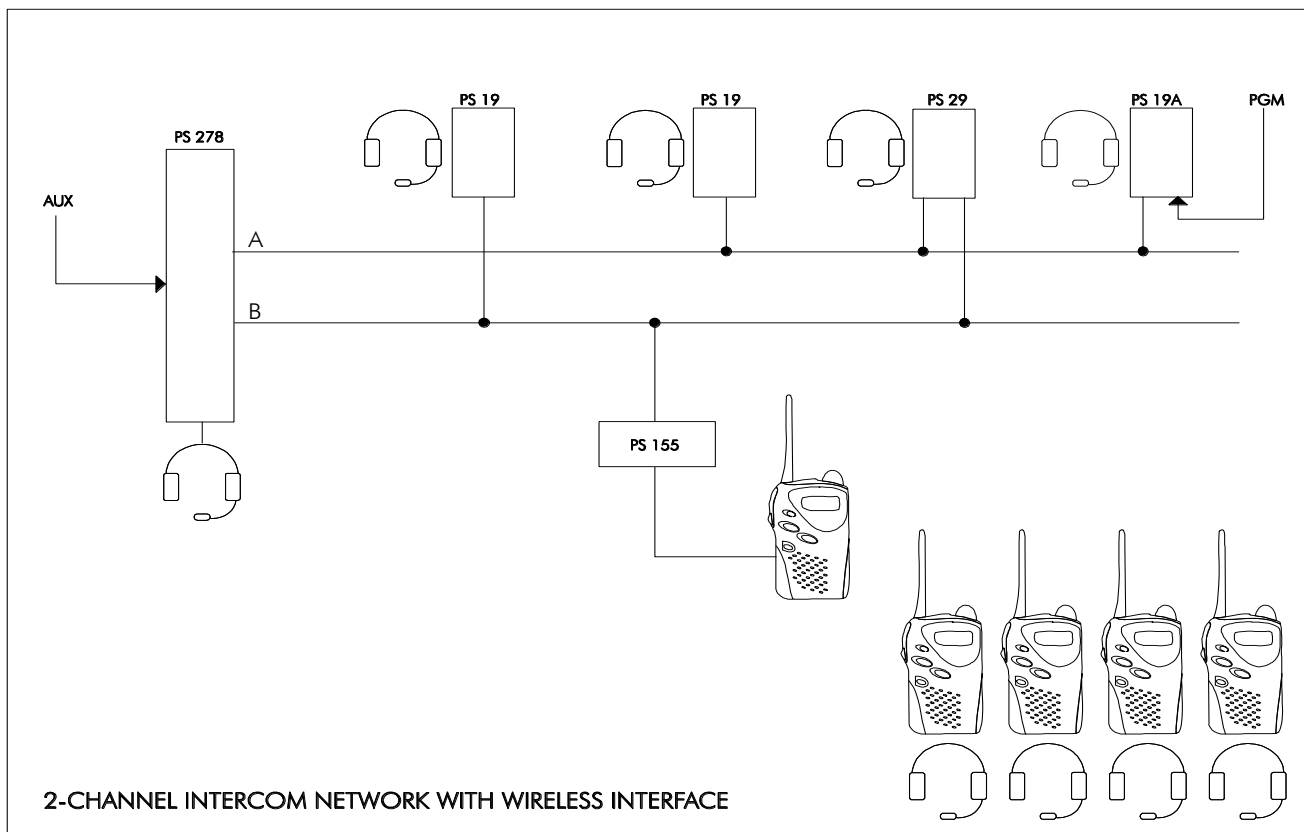 PS 19
PS 19
PS 29
PS 19A
PGM
PS 278
AUX
A
B
PS 155
2-CHANNEL INTERCOM NETWORK WITH WIRELESS INTERFACE